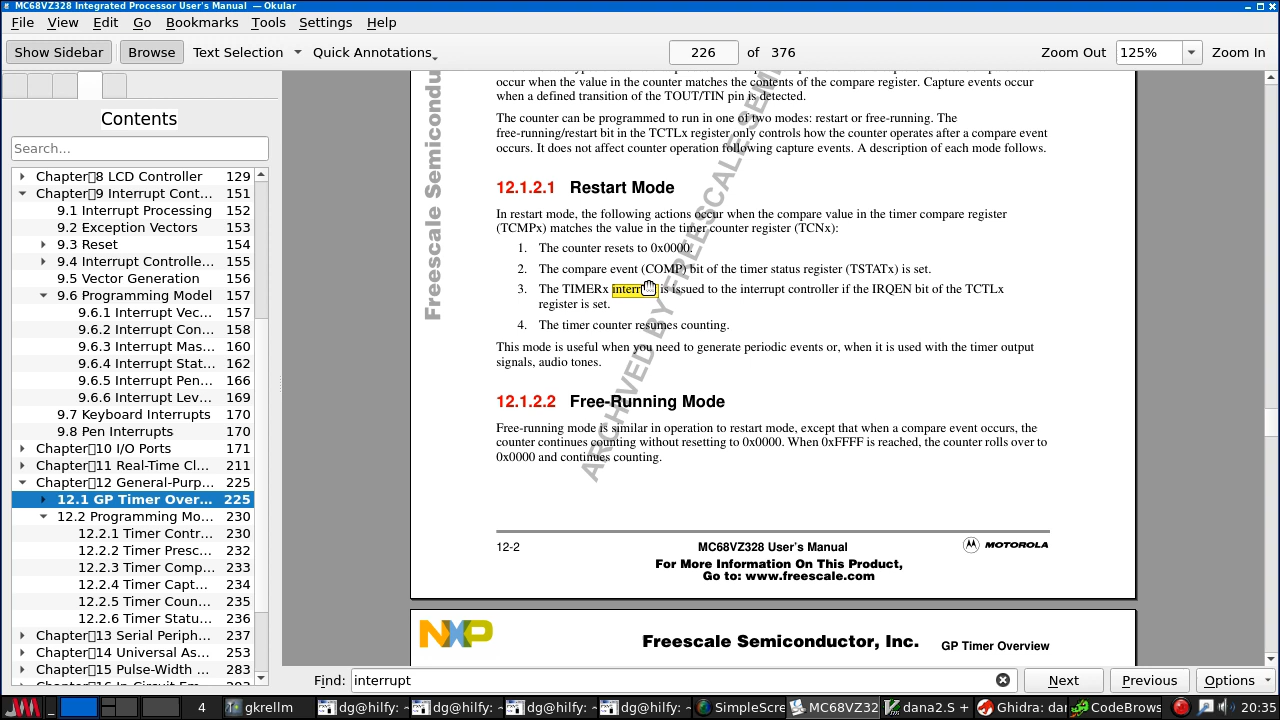 MC68VZ328 Integrated Processor User's Manual — Okular
File View Edit Go Bookmarks Tools Settings Help
Show Sidebar Browse Text Selection Quick Annotations 226 of 376 Zoom Out 125% Zoom In
Contents
Search...
Chapter 8 LCD Controller 129
Chapter 9 Interrupt Cont... 151
9.1 Interrupt Processing 152
9.2 Exception Vectors 153
9.3 Reset 154
9.4 Interrupt Controlle... 155
9.5 Vector Generation 156
9.6 Programming Model 157
9.6.1 Interrupt Vec... 157
9.6.2 Interrupt Con... 158
9.6.3 Interrupt Mas... 160
9.6.4 Interrupt Stat... 162
9.6.5 Interrupt Pen... 166
9.6.6 Interrupt Lev... 169
9.7 Keyboard Interrupts 170
9.8 Pen Interrupts 170
Chapter 10 I/O Ports 171
Chapter 11 Real-Time Cl... 211
Chapter 12 General-Purp... 225
12.1 GP Timer Over... 225
12.2 Programming Mo... 230
12.2.1 Timer Contr... 230
12.2.2 Timer Presc... 232
12.2.3 Timer Comp... 233
12.2.4 Timer Capt... 234
12.2.5 Timer Coun... 235
12.2.6 Timer Statu... 236
Chapter 13 Serial Periph... 237
Chapter 14 Universal As... 253
Chapter 15 Pulse-Width ... 283
Freescale Semicondu
ARCHIVED BY FREESCALE SEMI
occur when the value in the counter matches the contents of the compare register. Capture events occur
when a defined transition of the TOUT/TIN pin is detected.
The counter can be programmed to run in one of two modes: restart or free-running. The
free-running/restart bit in the TCTLx register only controls how the counter operates after a compare event
occurs. It does not affect counter operation following capture events. A description of each mode follows.
12.1.2.1 Restart Mode
In restart mode, the following actions occur when the compare value in the timer compare register
(TCMPx) matches the value in the timer counter register (TCNx):
1. The counter resets to 0x0000.
2. The compare event (COMP) bit of the timer status register (TSTATx) is set.
3. The TIMERx interrupt is issued to the interrupt controller if the IRQEN bit of the TCTLx
register is set.
4. The timer counter resumes counting.
This mode is useful when you need to generate periodic events or, when it is used with the timer output
signals, audio tones.
12.1.2.2 Free-Running Mode
Free-running mode is similar in operation to restart mode, except that when a compare event occurs, the
counter continues counting without resetting to 0x0000. When 0xFFFF is reached, the counter rolls over to
0x0000 and continues counting.
12-2 MC68VZ328 User's Manual MOTOROLA
For More Information On This Product,
Go to: www.freescale.com
NXP Freescale Semiconductor, Inc. GP Timer Overview
Find: interrupt Next Previous Options
4 gkrellm dg@hilfy: ~ dg@hilfy: ~ dg@hilfy: ~ dg@hilfy: ~ SimpleScre MC68VZ32 dana2.S + Ghidra: dar CodeBrows 20:35